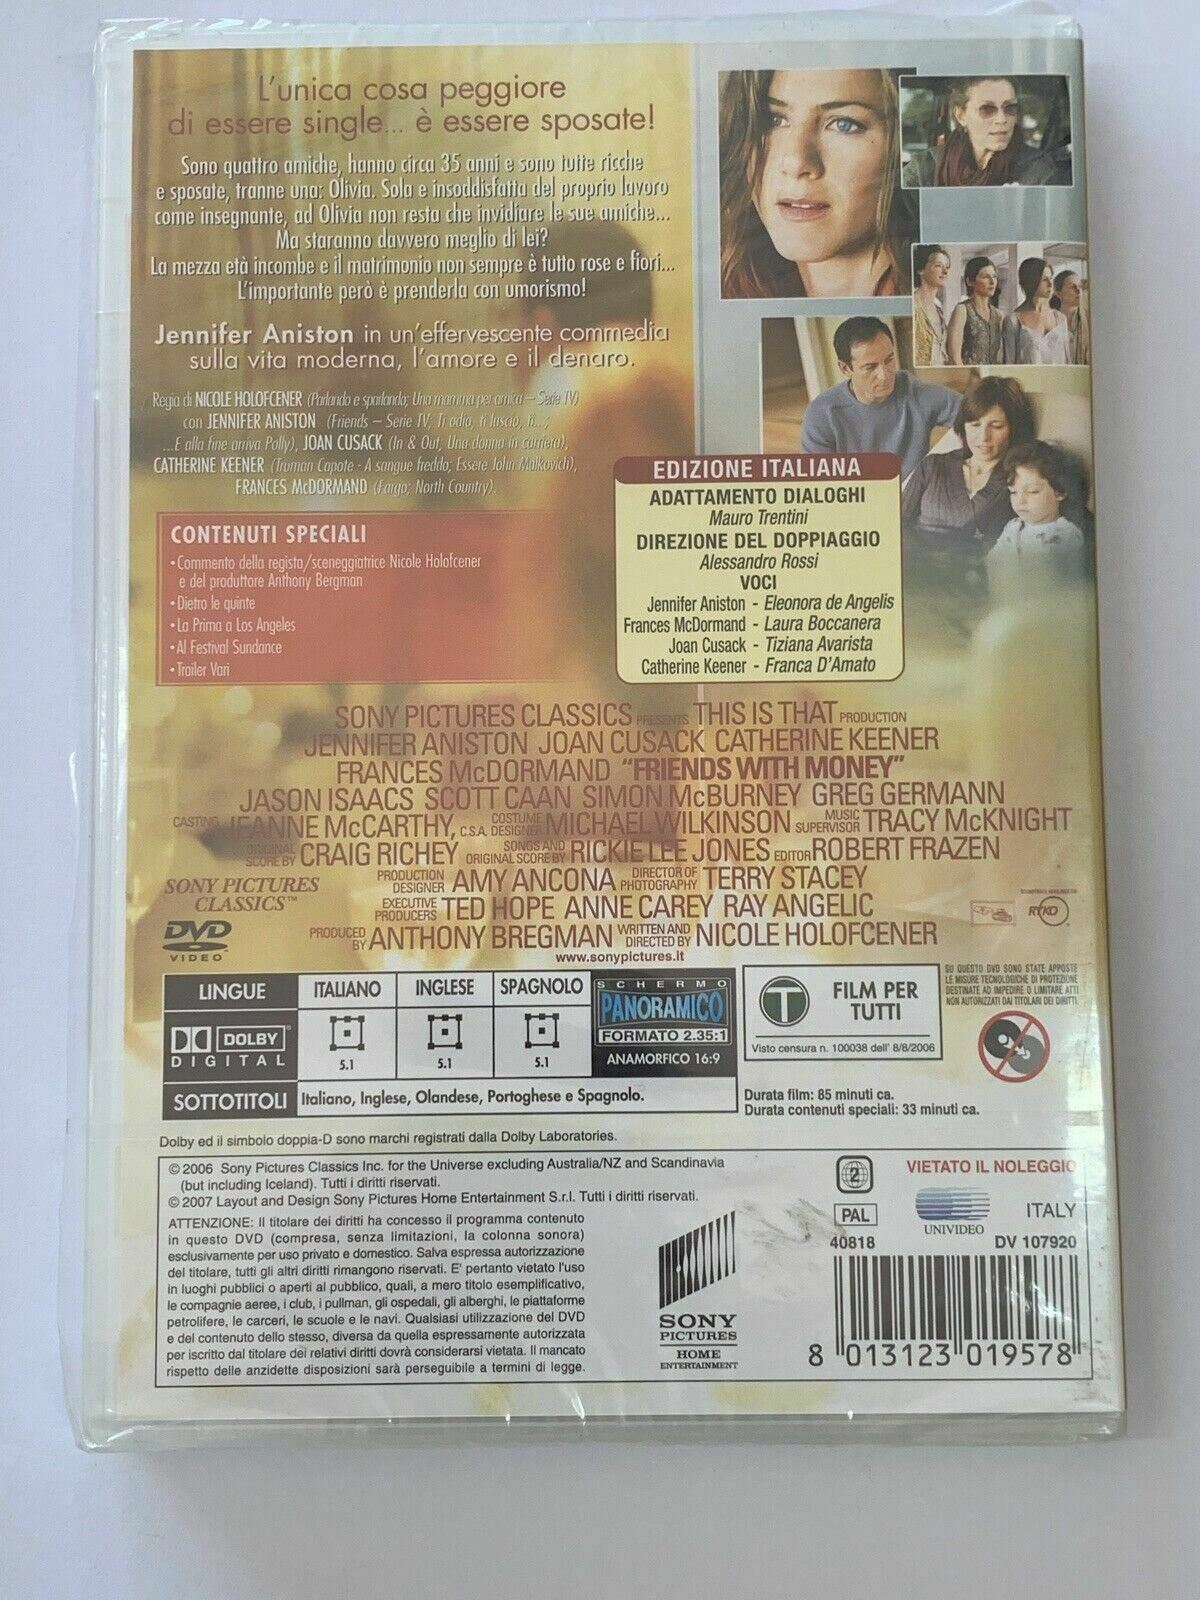 L'unica cosa peggiore
di essere single... è essere sposate!
Sono quattro amiche, hanno circa 35 anni e sono tutte ricche
e sposate, tranne una: Olivia. Sola e insoddisfatta del proprio lavoro
come insegnante, ad Olivia non resta che invidiare le sue amiche...
Ma staranno davvero meglio di lei?
La mezza età incombe e il matrimonio non sempre è tutto rose e fiori...
L'importante però è prenderla con umorismo!
Jennifer Aniston in un'effervescente commedia
sulla vita moderna, l'amore e il denaro.
Regia di NICOLE HOLOFCENER (Parlando e sparlando; Una mamma per amica – Serie TV)
con JENNIFER ANISTON (Friends – Serie TV; Ti odio, ti lascio, ti...;
...E alla fine arriva Polly), JOAN CUSACK (In & Out; Una donna in carriera),
CATHERINE KEENER (Truman Capote - A sangue freddo; Essere John Malkovich),
FRANCES McDORMAND (Fargo; North Country).
CONTENUTI SPECIALI
• Commento della regista/sceneggiatrice Nicole Holofcener
e del produttore Anthony Bergman
• Dietro le quinte
• La Prima a Los Angeles
• Al Festival Sundance
• Trailer Vari
EDIZIONE ITALIANA
ADATTAMENTO DIALOGHI
Mauro Trentini
DIREZIONE DEL DOPPIAGGIO
Alessandro Rossi
VOCI
Jennifer Aniston - Eleonora de Angelis
Frances McDormand - Laura Boccanera
Joan Cusack - Tiziana Avarista
Catherine Keener - Franca D'Amato
SONY PICTURES CLASSICS PRESENTS THIS IS THAT PRODUCTION
JENNIFER ANISTON JOAN CUSACK CATHERINE KEENER
FRANCES McDORMAND "FRIENDS WITH MONEY"
JASON ISAACS SCOTT CAAN SIMON McBURNEY GREG GERMANN
CASTING JEANNE McCARTHY, C.S.A. COSTUME DESIGNER MICHAEL WILKINSON MUSIC SUPERVISOR TRACY McKNIGHT
ORIGINAL SCORE BY CRAIG RICHEY SONGS AND ORIGINAL SCORE BY RICKIE LEE JONES EDITOR ROBERT FRAZEN
SONY PICTURES CLASSICS™
PRODUCTION DESIGNER AMY ANCONA DIRECTOR OF PHOTOGRAPHY TERRY STACEY
EXECUTIVE PRODUCERS TED HOPE ANNE CAREY RAY ANGELIC
PRODUCED BY ANTHONY BREGMAN WRITTEN AND DIRECTED BY NICOLE HOLOFCENER
www.sonypictures.it
DVD
VIDEO
SOUNDTRACK AVAILABLE ON
RYKO
LINGUE ITALIANO INGLESE SPAGNOLO
DOLBY
DIGITAL
5.1 5.1 5.1
SCHERMO
PANORAMICO
FORMATO 2.35:1
ANAMORFICO 16:9
SOTTOTITOLI Italiano, Inglese, Olandese, Portoghese e Spagnolo.
T FILM PER
TUTTI
Visto censura n. 100038 dell' 8/8/2006
SU QUESTO DVD SONO STATE APPOSTE
LE MISURE TECNOLOGICHE DI PROTEZIONE
DESTINATE AD IMPEDIRE O LIMITARE ATTI
NON AUTORIZZATI DAI TITOLARI DEI DIRITTI.
Durata film: 85 minuti ca.
Durata contenuti speciali: 33 minuti ca.
Dolby ed il simbolo doppia-D sono marchi registrati dalla Dolby Laboratories.
© 2006 Sony Pictures Classics Inc. for the Universe excluding Australia/NZ and Scandinavia
(but including Iceland). Tutti i diritti riservati.
© 2007 Layout and Design Sony Pictures Home Entertainment S.r.l. Tutti i diritti riservati.
ATTENZIONE: Il titolare dei diritti ha concesso il programma contenuto
in questo DVD (compresa, senza limitazioni, la colonna sonora)
esclusivamente per uso privato e domestico. Salva espressa autorizzazione
del titolare, tutti gli altri diritti rimangono riservati. E' pertanto vietato l'uso
in luoghi pubblici o aperti al pubblico, quali, a mero titolo esemplificativo,
le compagnie aeree, i club, i pullman, gli ospedali, gli alberghi, le piattaforme
petrolifere, le carceri, le scuole e le navi. Qualsiasi utilizzazione del DVD
e del contenuto dello stesso, diversa da quella espressamente autorizzata
per iscritto dal titolare dei relativi diritti dovrà considerarsi vietata. Il mancato
rispetto delle anzidette disposizioni sarà perseguibile a termini di legge.
SONY
PICTURES
HOME
ENTERTAINMENT
2
PAL
40818
VIETATO IL NOLEGGIO
UNIVIDEO
ITALY
DV 107920
8 013123 019578